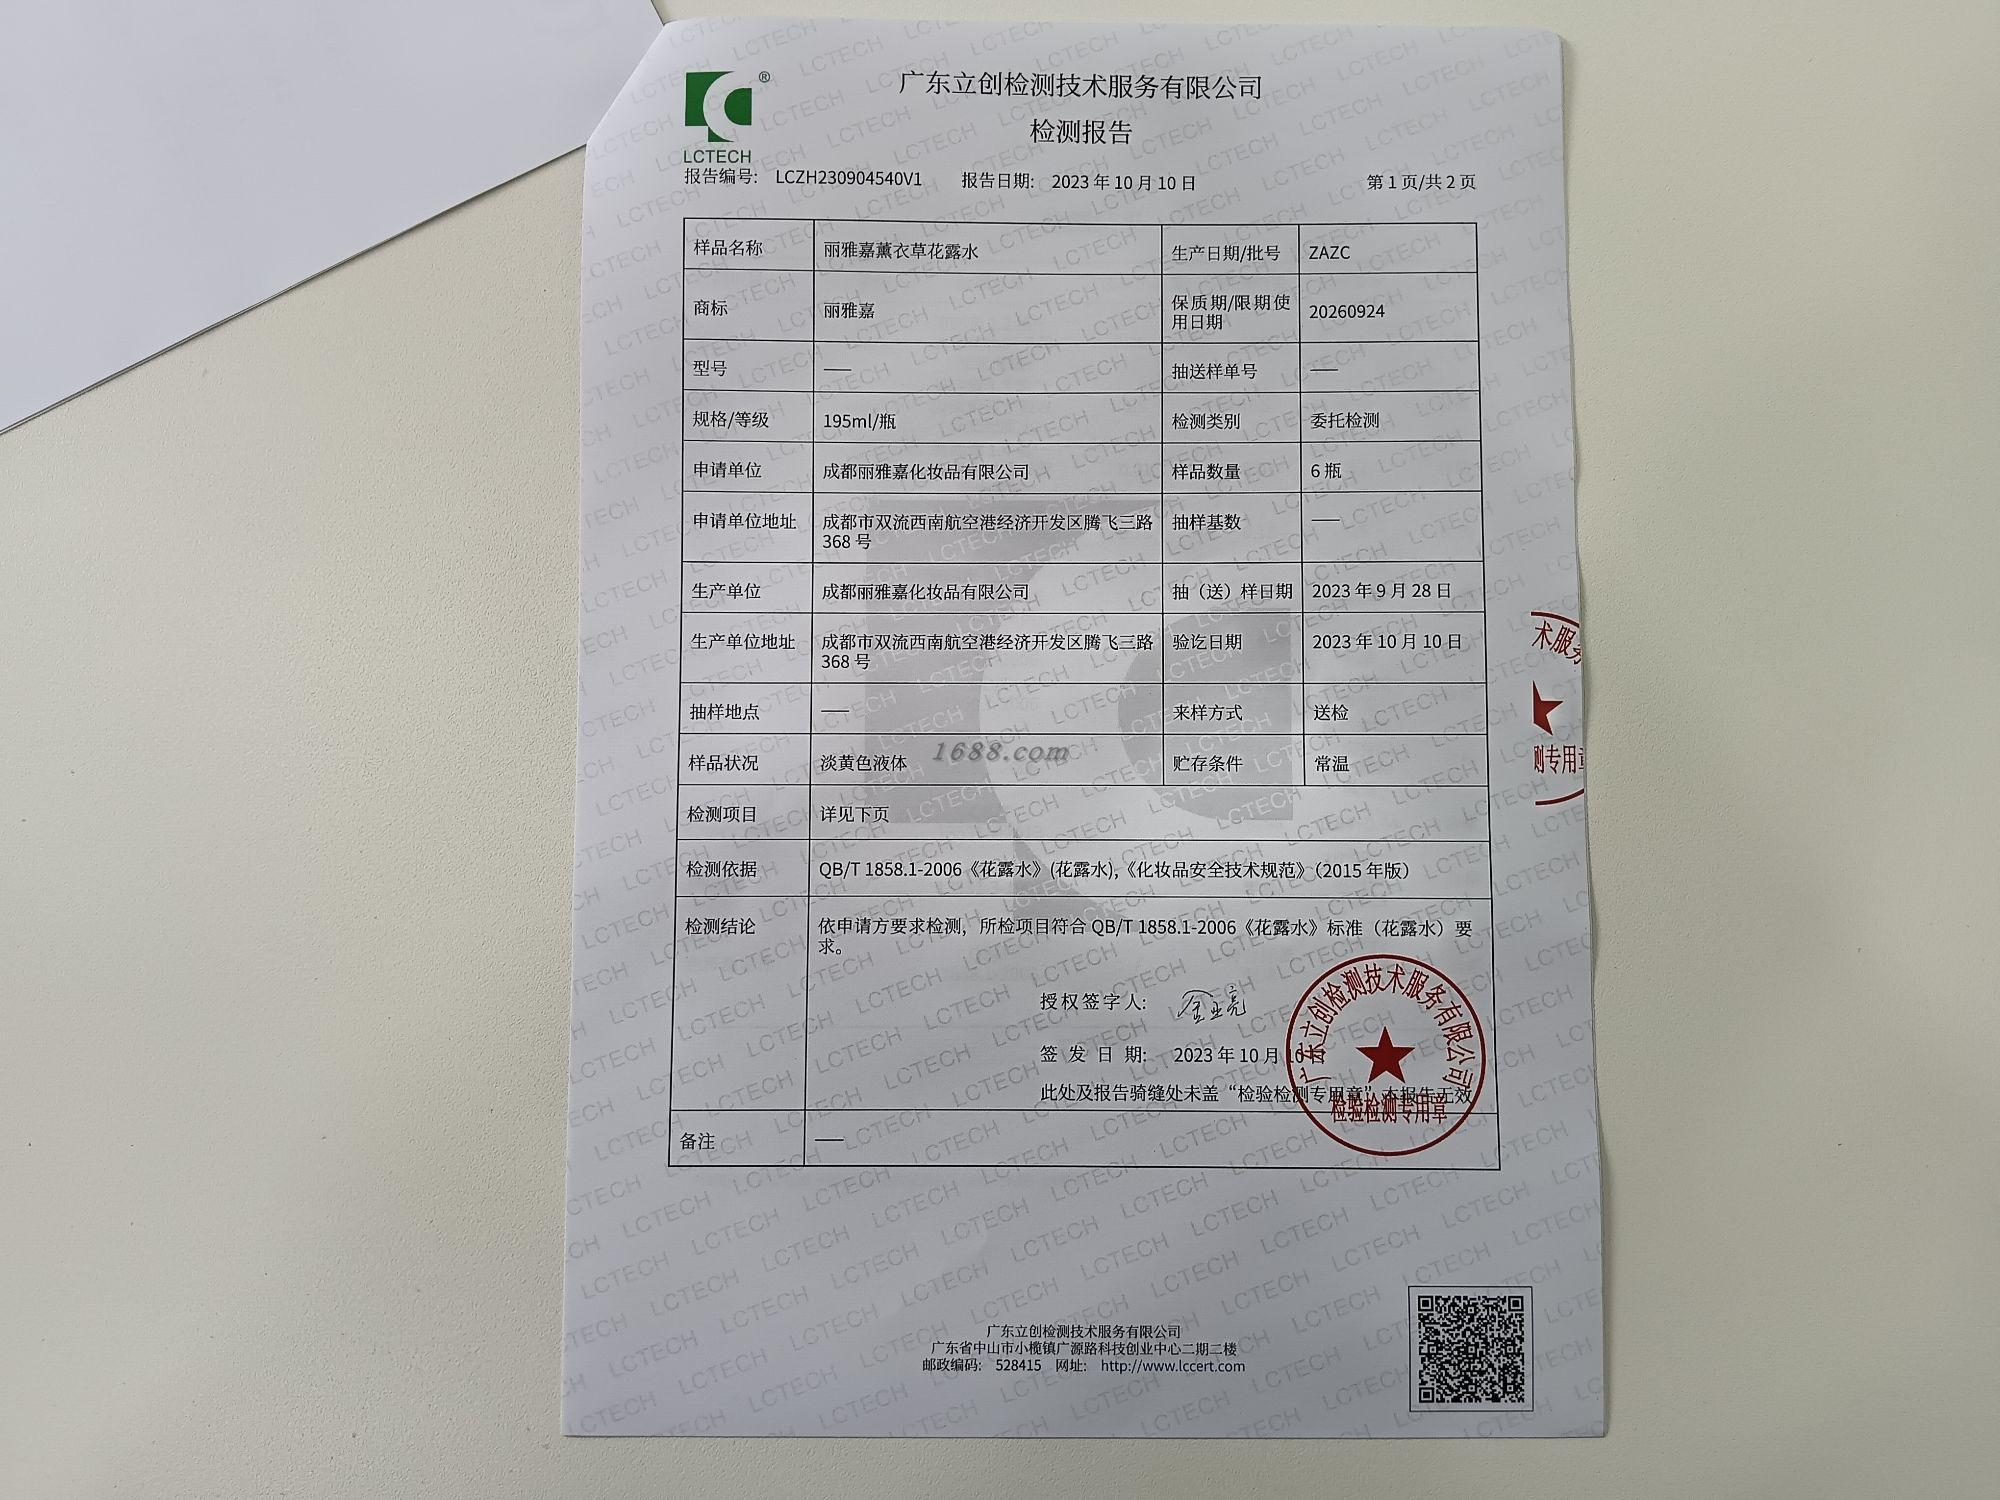 LCTECH
®
广东立创检测技术服务有限公司
检测报告
报告编号: LCZH230904540V1 报告日期: 2023 年 10 月 10 日 第 1 页/共 2 页
样品名称 丽雅嘉薰衣草花露水 生产日期/批号 ZAZC
商标 丽雅嘉 保质期/限期使
用日期 20260924
型号 — 抽送样单号 —
规格/等级 195ml/瓶 检测类别 委托检测
申请单位 成都丽雅嘉化妆品有限公司 样品数量 6 瓶
申请单位地址 成都市双流西南航空港经济开发区腾飞三路 抽样基数 —
368 号
生产单位 成都丽雅嘉化妆品有限公司 抽（送）样日期 2023 年 9 月 28 日
生产单位地址 成都市双流西南航空港经济开发区腾飞三路 验讫日期 2023 年 10 月 10 日
368 号
抽样地点 — 来样方式 送检
样品状况 淡黄色液体 贮存条件 常温
1688.com
检测项目 详见下页
检测依据 QB/T 1858.1-2006《花露水》(花露水),《化妆品安全技术规范》（2015 年版）
检测结论 依申请方要求检测，所检项目符合 QB/T 1858.1-2006《花露水》标准（花露水）要
求。
授权签字人: 金亚亮
签 发 日 期: 2023 年 10 月 10 日
此处及报告骑缝处未盖“检验检测专用章”本报告无效
广东立创检测技术服务有限公司
检验检测专用章
术服务
测专用章
备注 —
广东立创检测技术服务有限公司
广东省中山市小榄镇广源路科技创业中心二期二楼
邮政编码: 528415 网址: http://www.lccert.com